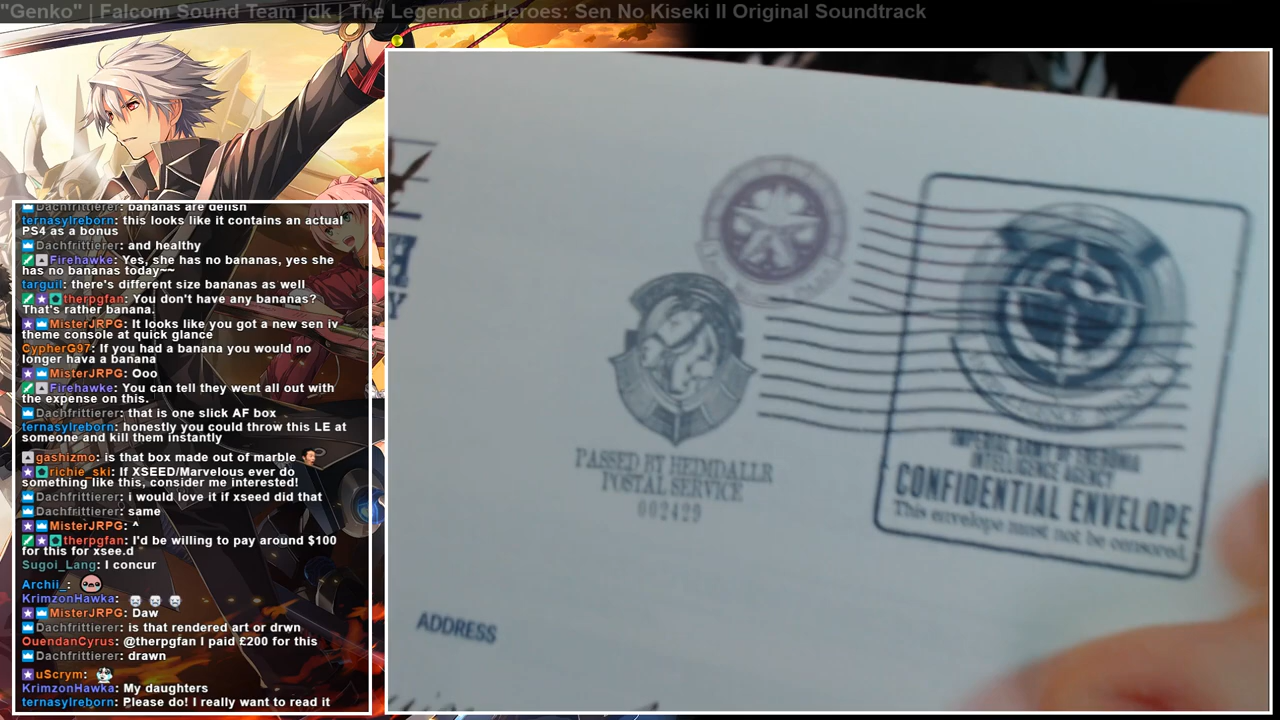 "Genko" | Falcom Sound Team jdk | The Legend of Heroes: Sen No Kiseki II Original Soundtrack
Dachfrittierer: bananas are delish
ternasylreborn: this looks like it contains an actual
PS4 as a bonus
Dachfrittierer: and healthy
Firehawke: Yes, she has no bananas, yes she
has no bananas today~~
targuil: there's different size bananas as well
therpgfan: You don't have any bananas?
That's rather banana.
MisterJRPG: It looks like you got a new sen iv
theme console at quick glance
CypherG97: If you had a banana you would no
longer hava a banana
MisterJRPG: Ooo
Firehawke: You can tell they went all out with
the expense on this.
Dachfrittierer: that is one slick AF box
ternasylreborn: honestly you could throw this LE at
someone and kill them instantly
gashizmo: is that box made out of marble
richie_ski: If XSEED/Marvelous ever do
something like this, consider me interested!
Dachfrittierer: i would love it if xseed did that
Dachfrittierer: same
MisterJRPG: ^
therpgfan: I'd be willing to pay around $100
for this for xsee.d
Sugoi_Lang: I concur
Archii_:
KrimzonHawka:
MisterJRPG: Daw
Dachfrittierer: is that rendered art or drwn
OuendanCyrus: @therpgfan I paid £200 for this
Dachfrittierer: drawn
uScrym:
KrimzonHawka: My daughters
ternasylreborn: Please do! I really want to read it
PASSED BY HEIMDALLR
POSTAL SERVICE
002429
IMPERIAL ARMY OF EREBONIA
INTELLIGENCE AGENCY
CONFIDENTIAL ENVELOPE
This envelope must not be censored.
ADDRESS